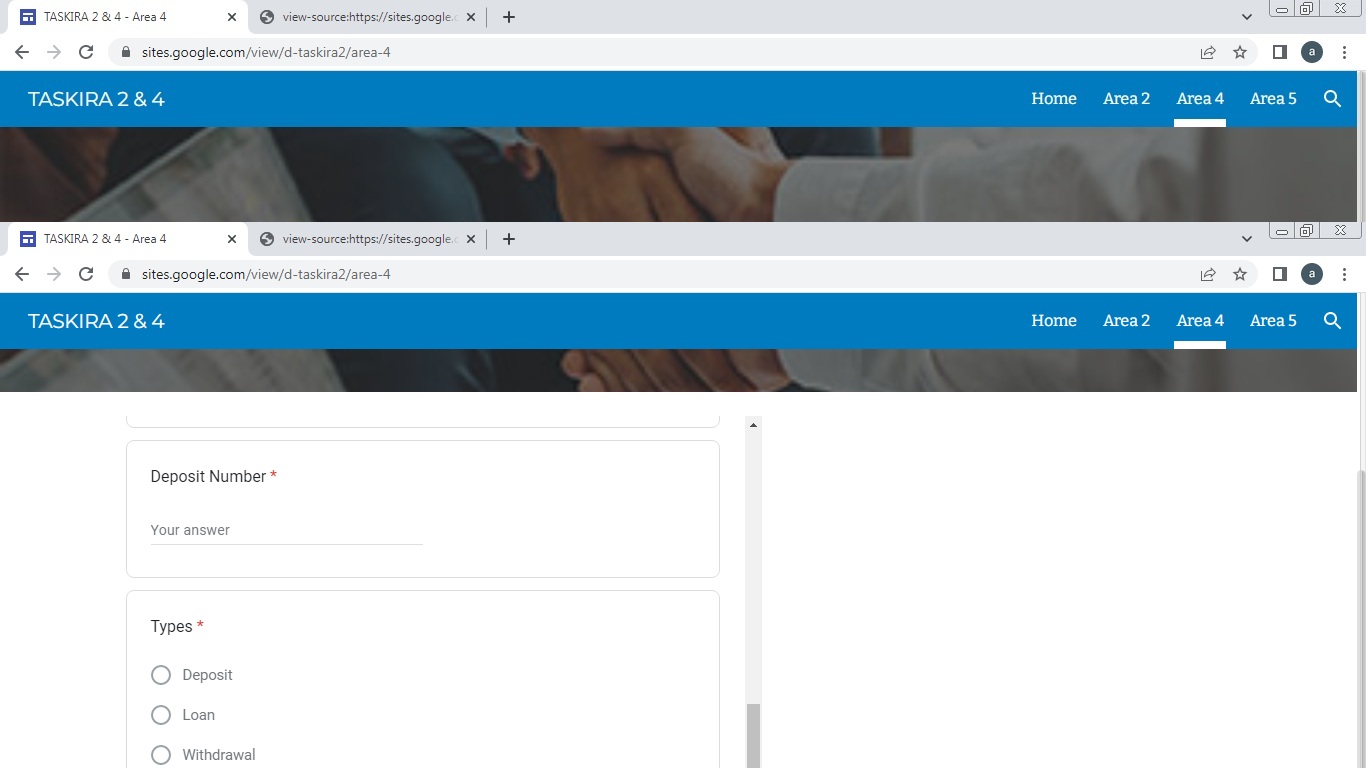 TASKIRA 2 & 4 - Area 4
view-source:https://sites.google.c
sites.google.com/view/d-taskira2/area-4
a
TASKIRA 2 & 4
Home
Area 2
Area 4
Area 5
TASKIRA 2 & 4 - Area 4
view-source:https://sites.google.c
sites.google.com/view/d-taskira2/area-4
a
TASKIRA 2 & 4
Home
Area 2
Area 4
Area 5
Deposit Number *
Your answer
Types *
Deposit
Loan
Withdrawal